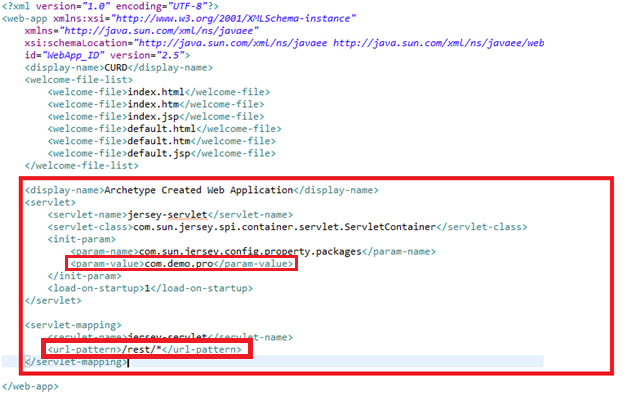 <?xml version="1.0" encoding="UTF-8"?>
<web-app xmlns:xsi="http://www.w3.org/2001/XMLSchema-instance"
xmlns="http://java.sun.com/xml/ns/javaee"
xsi:schemaLocation="http://java.sun.com/xml/ns/javaee http://java.sun.com/xml/ns/javaee/web
id="WebApp_ID" version="2.5">
<display-name>CURD</display-name>
<welcome-file-list>
<welcome-file>index.html</welcome-file>
<welcome-file>index.htm</welcome-file>
<welcome-file>index.jsp</welcome-file>
<welcome-file>default.html</welcome-file>
<welcome-file>default.htm</welcome-file>
<welcome-file>default.jsp</welcome-file>
</welcome-file-list>
<display-name>Archetype Created Web Application</display-name>
<servlet>
<servlet-name>jersey-servlet</servlet-name>
<servlet-class>com.sun.jersey.spi.container.servlet.ServletContainer</servlet-class>
<init-param>
<param-name>com.sun.jersey.config.property.packages</param-name>
<param-value>com.demo.pro</param-value>
</init-param>
<load-on-startup>1</load-on-startup>
</servlet>
<servlet-mapping>
<servlet-name>jersey-servlet</servlet-name>
<url-pattern>/rest/*</url-pattern>
</servlet-mapping>
</web-app>